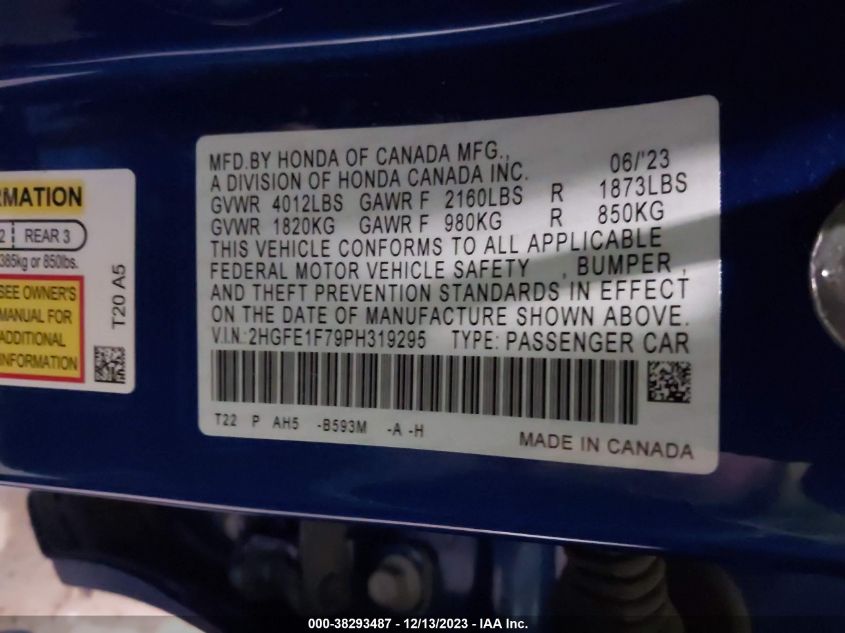 RMATION
2 REAR 3
385kg or 850lbs.
SEE OWNER'S
MANUAL FOR
ADDITIONAL
INFORMATION
T20 A5
MFD.BY HONDA OF CANADA MFG., 06/'23
A DIVISION OF HONDA CANADA INC.
GVWR 4012LBS GAWR F 2160LBS R 1873LBS
GVWR 1820KG GAWR F 980KG R 850KG
THIS VEHICLE CONFORMS TO ALL APPLICABLE
FEDERAL MOTOR VEHICLE SAFETY , BUMPER ,
AND THEFT PREVENTION STANDARDS IN EFFECT
ON THE DATE OF MANUFACTURE SHOWN ABOVE.
V.I.N.:2HGFE1F79PH319295 TYPE: PASSENGER CAR
T22 P AH5 -B593M -A -H
MADE IN CANADA
000-38293487 - 12/13/2023 - IAA Inc.